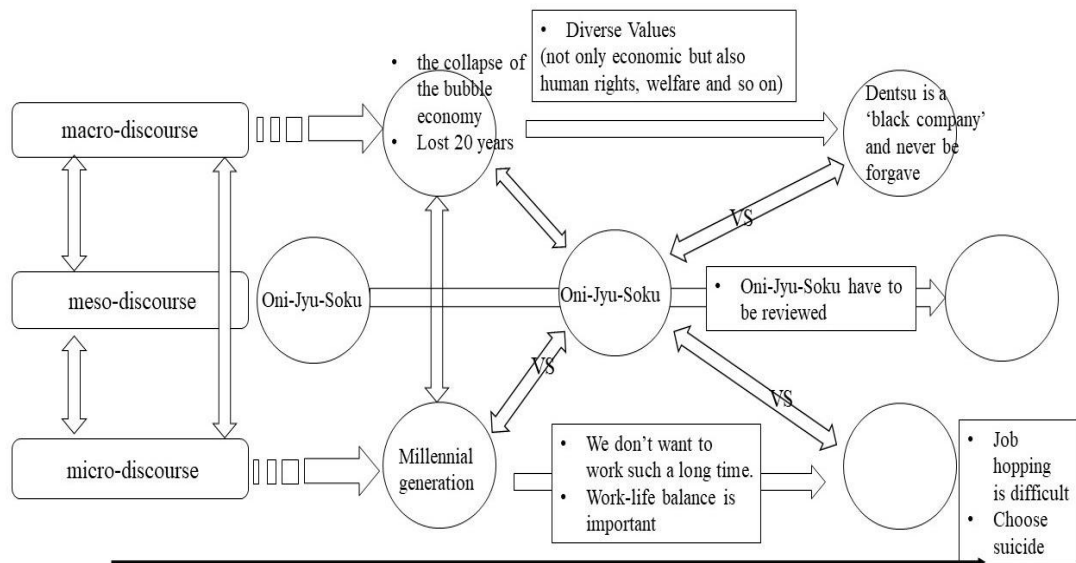 • Diverse Values
(not only economic but also
human rights, welfare and so on)
• the collapse of
the bubble
economy
• Lost 20 years
macro-discourse
Dentsu is a
‘black company’
and never be
forgave
VS
meso-discourse
Oni-Jyu-Soku
Oni-Jyu-Soku
• Oni-Jyu-Soku have to
be reviewed
VS
VS
micro-discourse
Millennial
generation
• We don’t want to
work such a long time.
• Work-life balance is
important
• Job
hopping
is difficult
• Choose
suicide